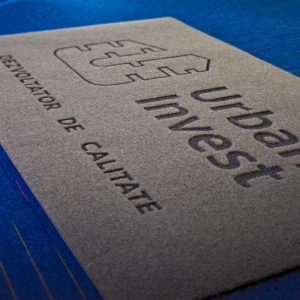 Urban
Invest
DEZVOLTATOR DE CALITATE